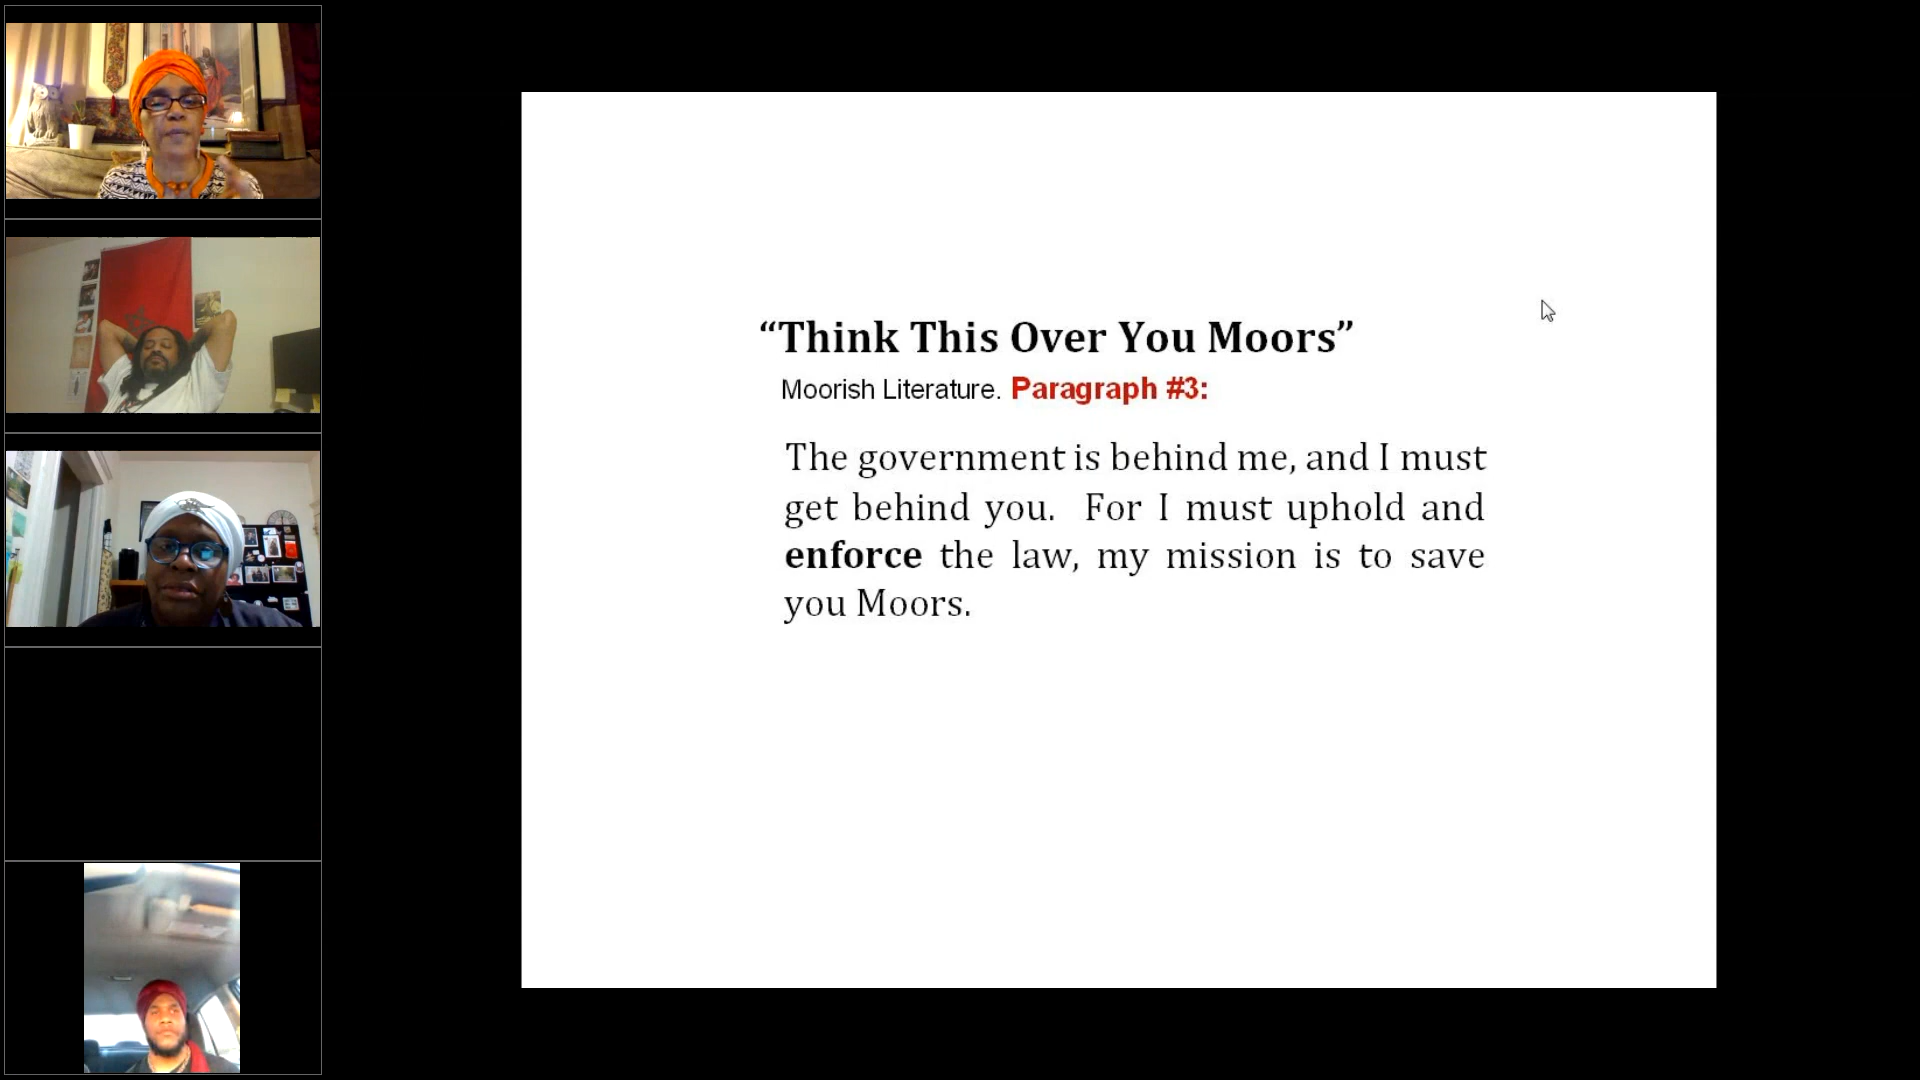 “Think This Over You Moors”
Moorish Literature. Paragraph #3:
The government is behind me, and I must
get behind you. For I must uphold and
enforce the law, my mission is to save
you Moors.